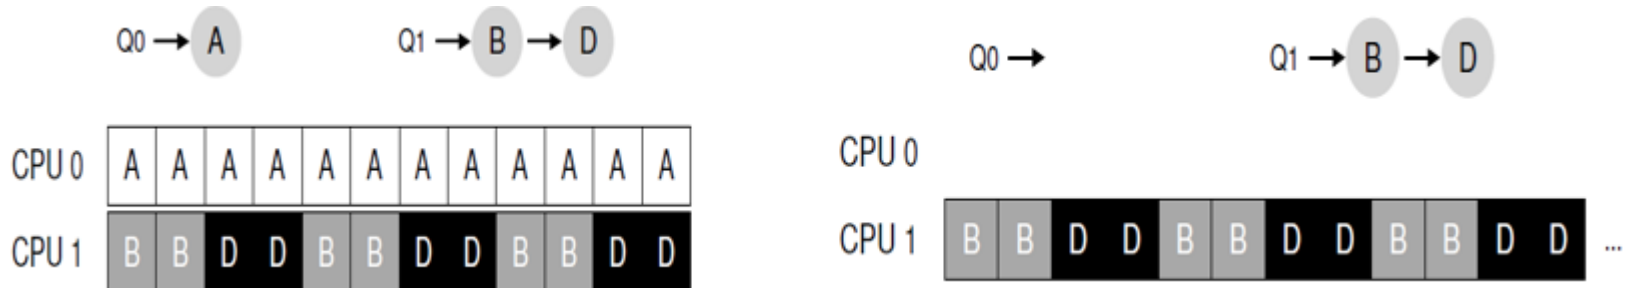 Q0 → A
Q1 → B → D
CPU 0 A A A A A A A A A A A A
CPU 1 B B D D B B D D B B D D
Q0 →
Q1 → B → D
CPU 0
CPU 1 B B D D B B D D B B D D ...